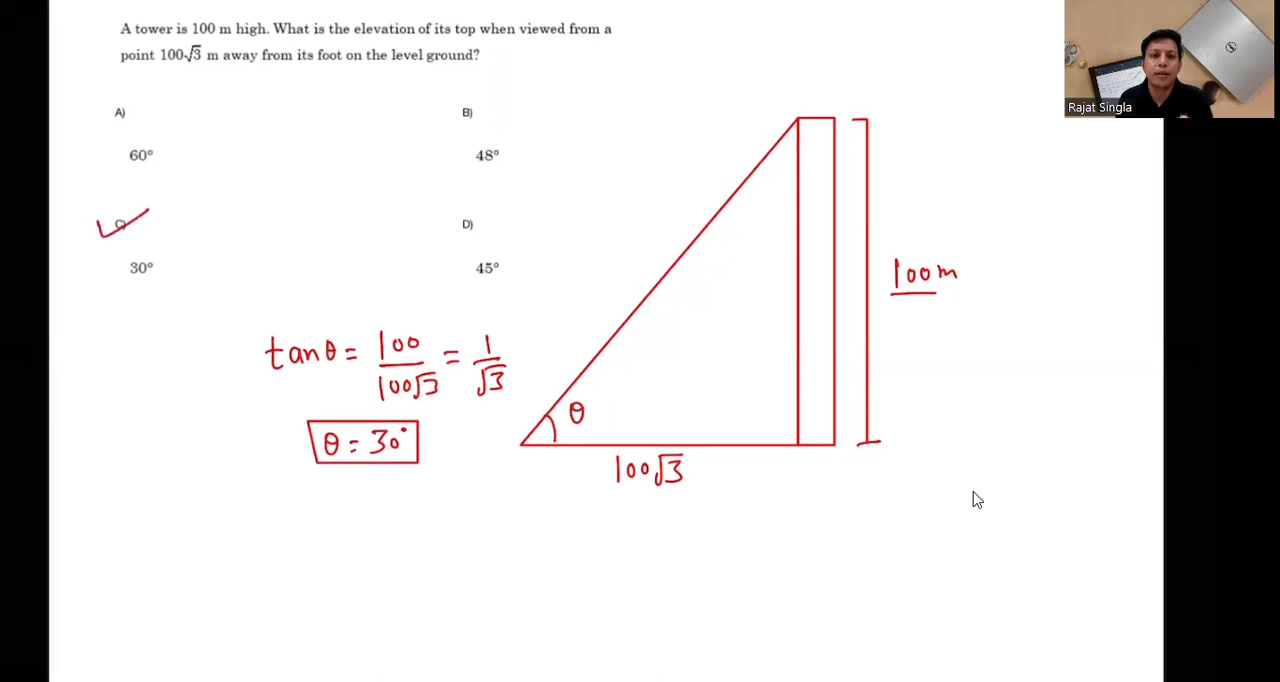 A tower is 100 m high. What is the elevation of its top when viewed from a
point 100√3 m away from its foot on the level ground?
A)
60°
B)
48°
C)
30°
D)
45°
tanθ = 100/100√3 = 1/√3
θ = 30°
θ
100√3
100m
Rajat Singla